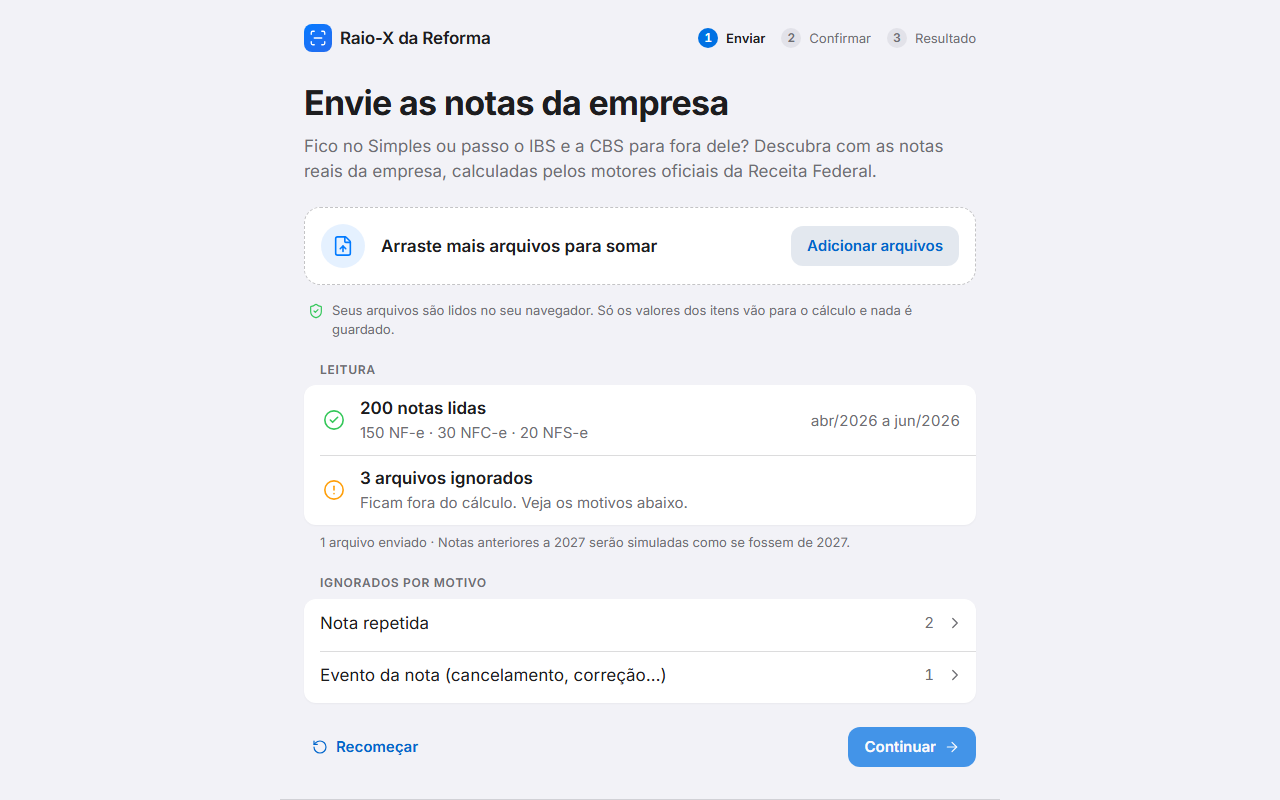 Raio-X da Reforma
1 Enviar 2 Confirmar 3 Resultado
Envie as notas da empresa
Fico no Simples ou passo o IBS e a CBS para fora dele? Descubra com as notas
reais da empresa, calculadas pelos motores oficiais da Receita Federal.
Arraste mais arquivos para somar
Adicionar arquivos
Seus arquivos são lidos no seu navegador. Só os valores dos itens vão para o cálculo e nada é
guardado.
LEITURA
200 notas lidas
150 NF-e · 30 NFC-e · 20 NFS-e
abr/2026 a jun/2026
3 arquivos ignorados
Ficam fora do cálculo. Veja os motivos abaixo.
1 arquivo enviado · Notas anteriores a 2027 serão simuladas como se fossem de 2027.
IGNORADOS POR MOTIVO
Nota repetida 2
Evento da nota (cancelamento, correção...) 1
Recomeçar
Continuar